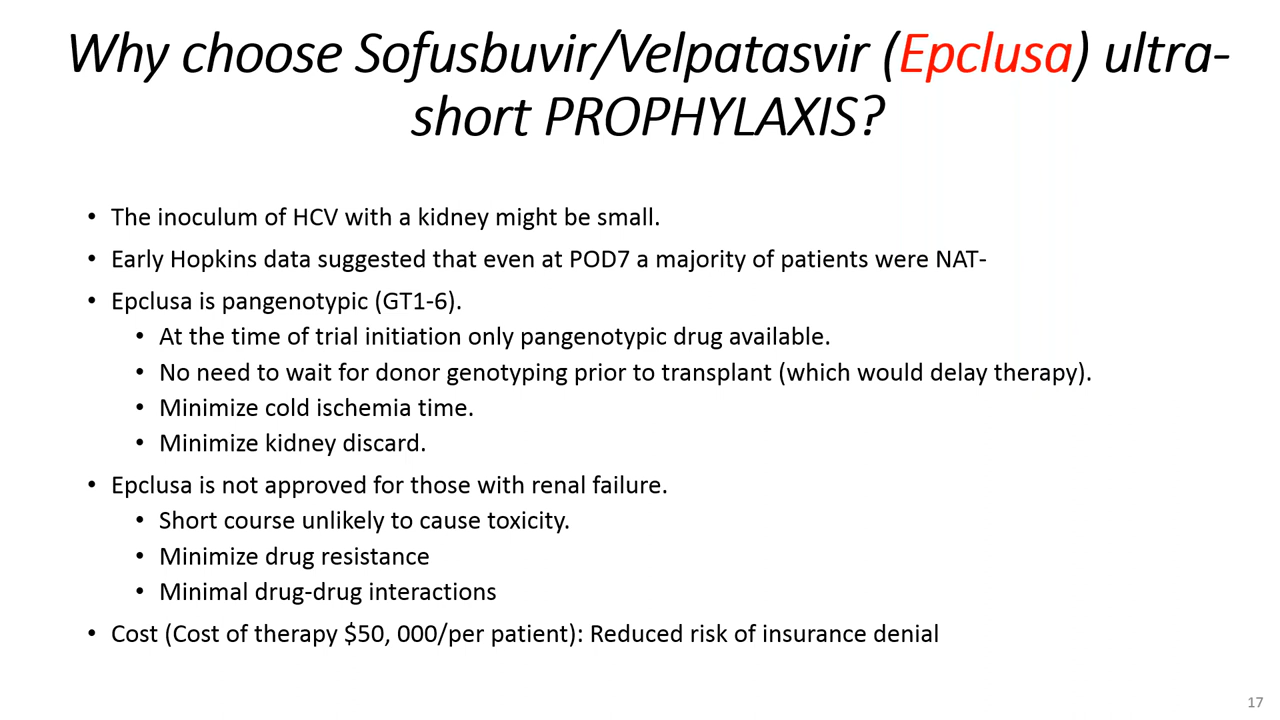 Why choose Sofusbuvir/Velpatasvir (Epclusa) ultra-
short PROPHYLAXIS?
• The inoculum of HCV with a kidney might be small.
• Early Hopkins data suggested that even at POD7 a majority of patients were NAT-
• Epclusa is pangenotypic (GT1-6).
• At the time of trial initiation only pangenotypic drug available.
• No need to wait for donor genotyping prior to transplant (which would delay therapy).
• Minimize cold ischemia time.
• Minimize kidney discard.
• Epclusa is not approved for those with renal failure.
• Short course unlikely to cause toxicity.
• Minimize drug resistance
• Minimal drug-drug interactions
• Cost (Cost of therapy $50, 000/per patient): Reduced risk of insurance denial
17